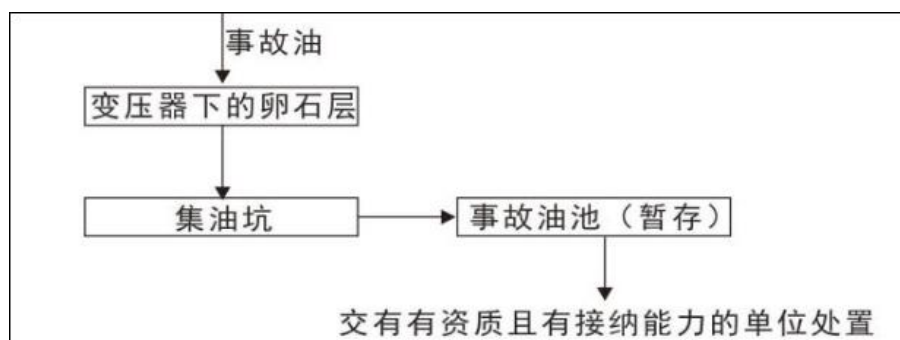 事故油
变压器下的卵石层
集油坑
事故油池（暂存）
交有有资质且有接纳能力的单位处置